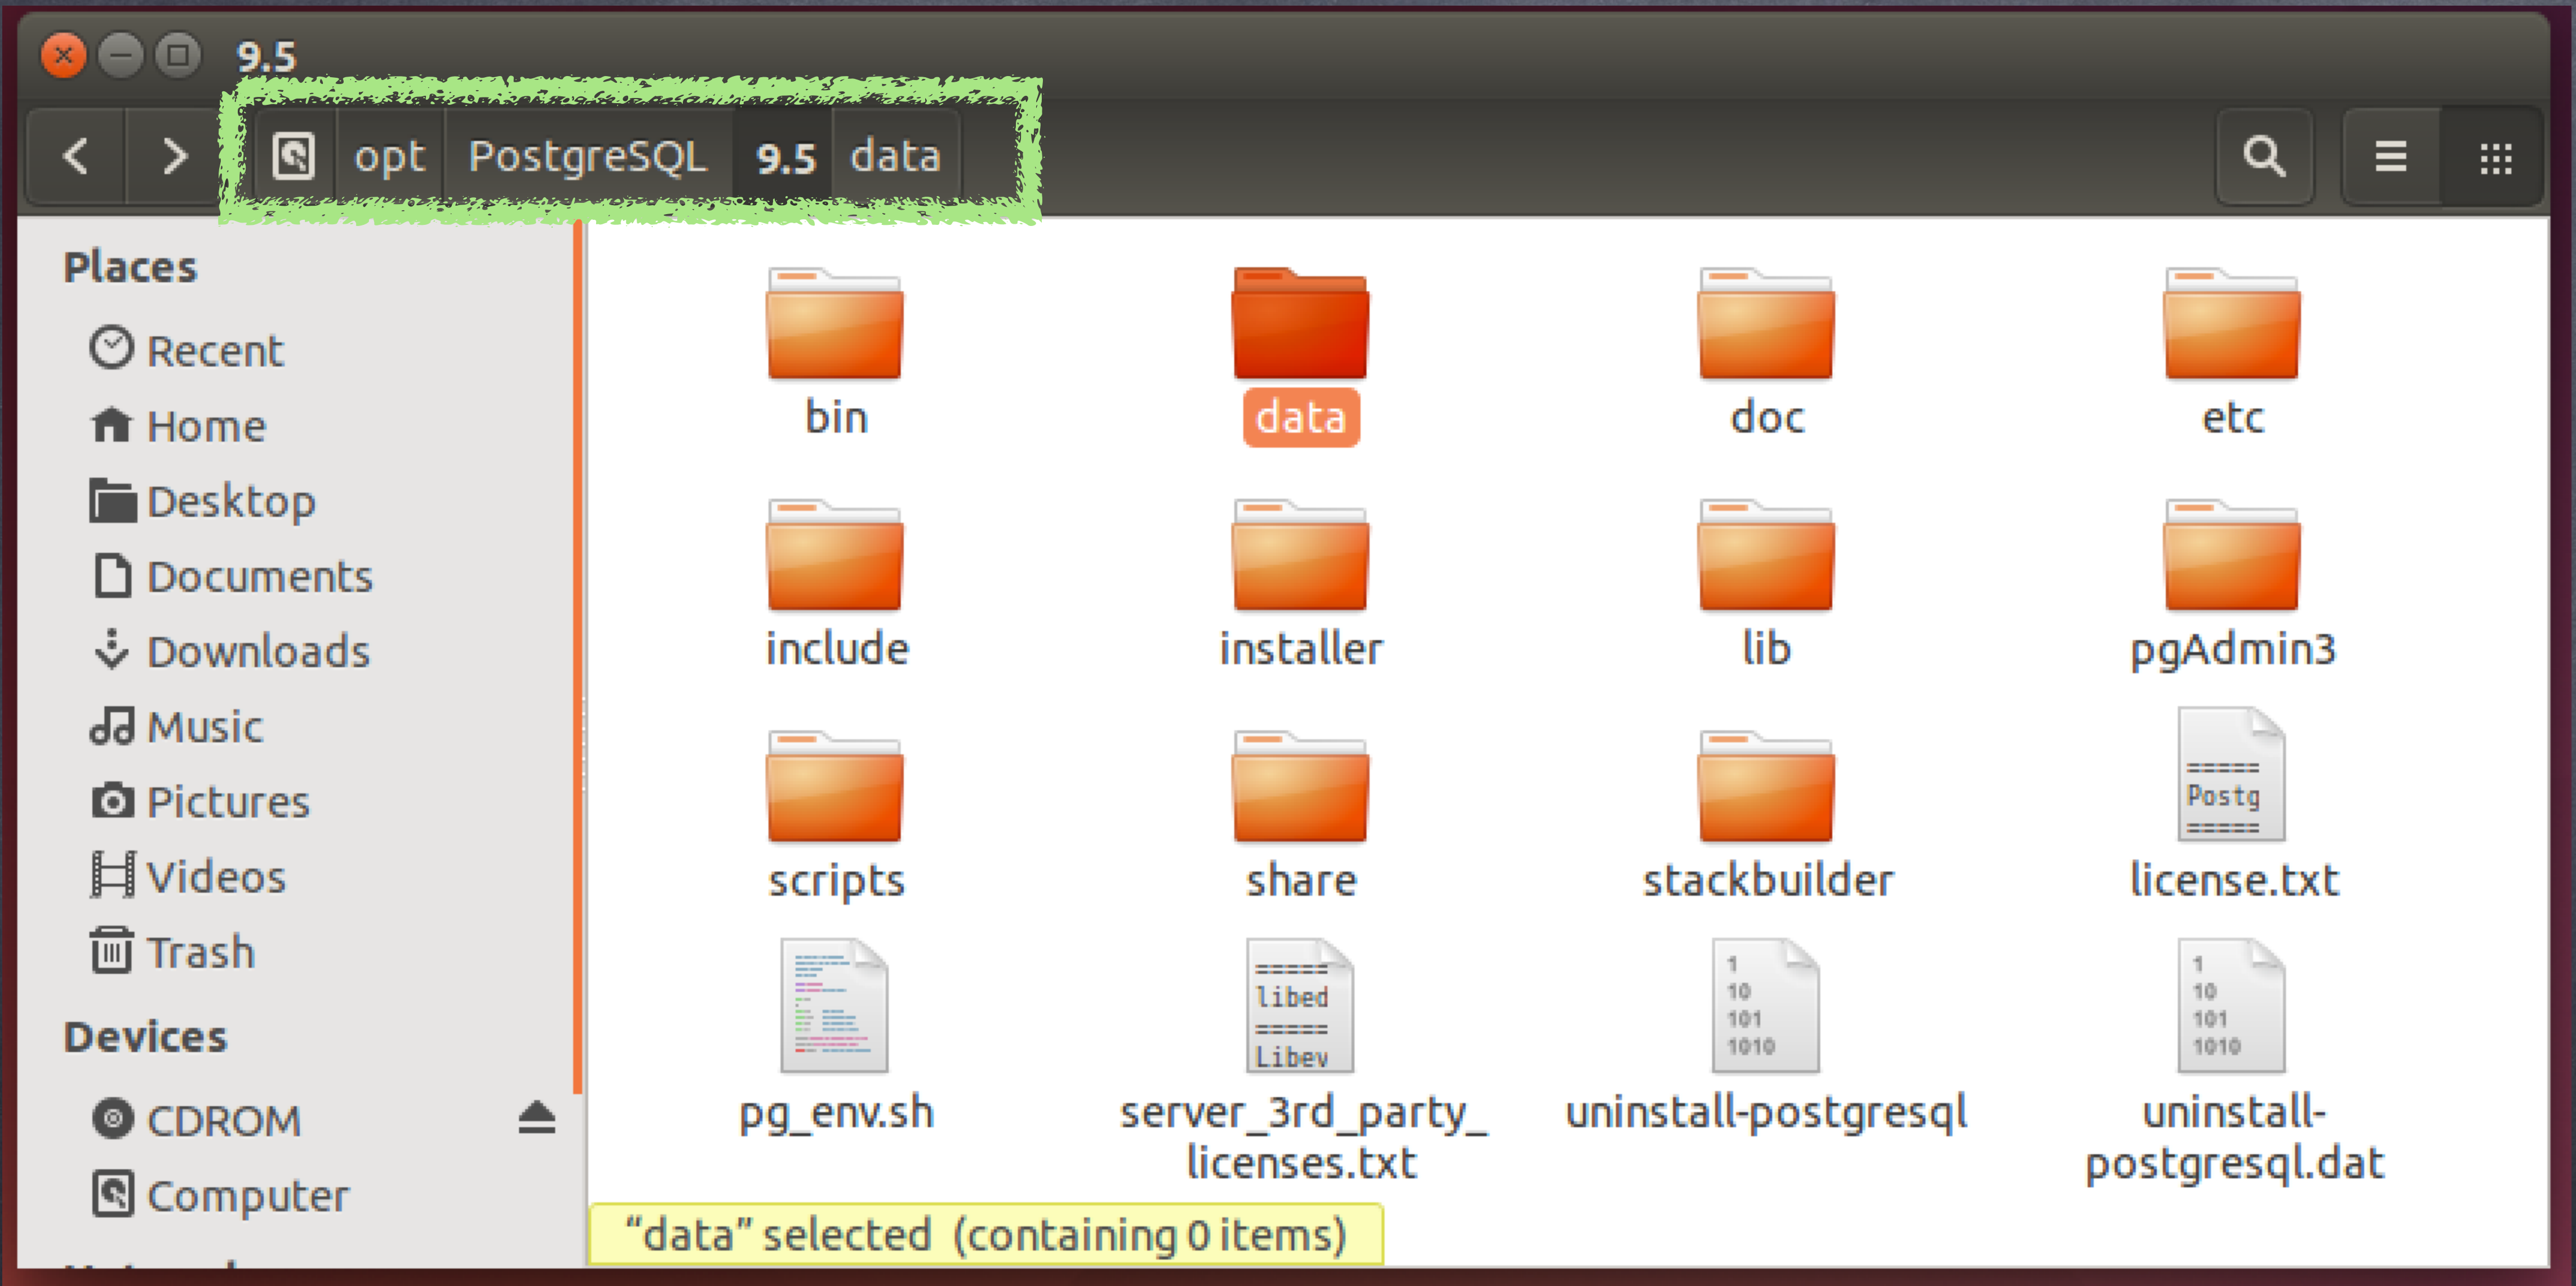 9.5
opt PostgreSQL 9.5 data
Places
Recent
Home
Desktop
Documents
Downloads
Music
Pictures
Videos
Trash
Devices
CDROM
Computer
bin data doc etc
include installer lib pgAdmin3
=====
Postg
=====
scripts share stackbuilder license.txt
=====
libed
=====
Libev
1
10
101
1010
1
10
101
1010
pg_env.sh server_3rd_party_ uninstall-postgresql uninstall-
licenses.txt postgresql.dat
“data” selected (containing 0 items)